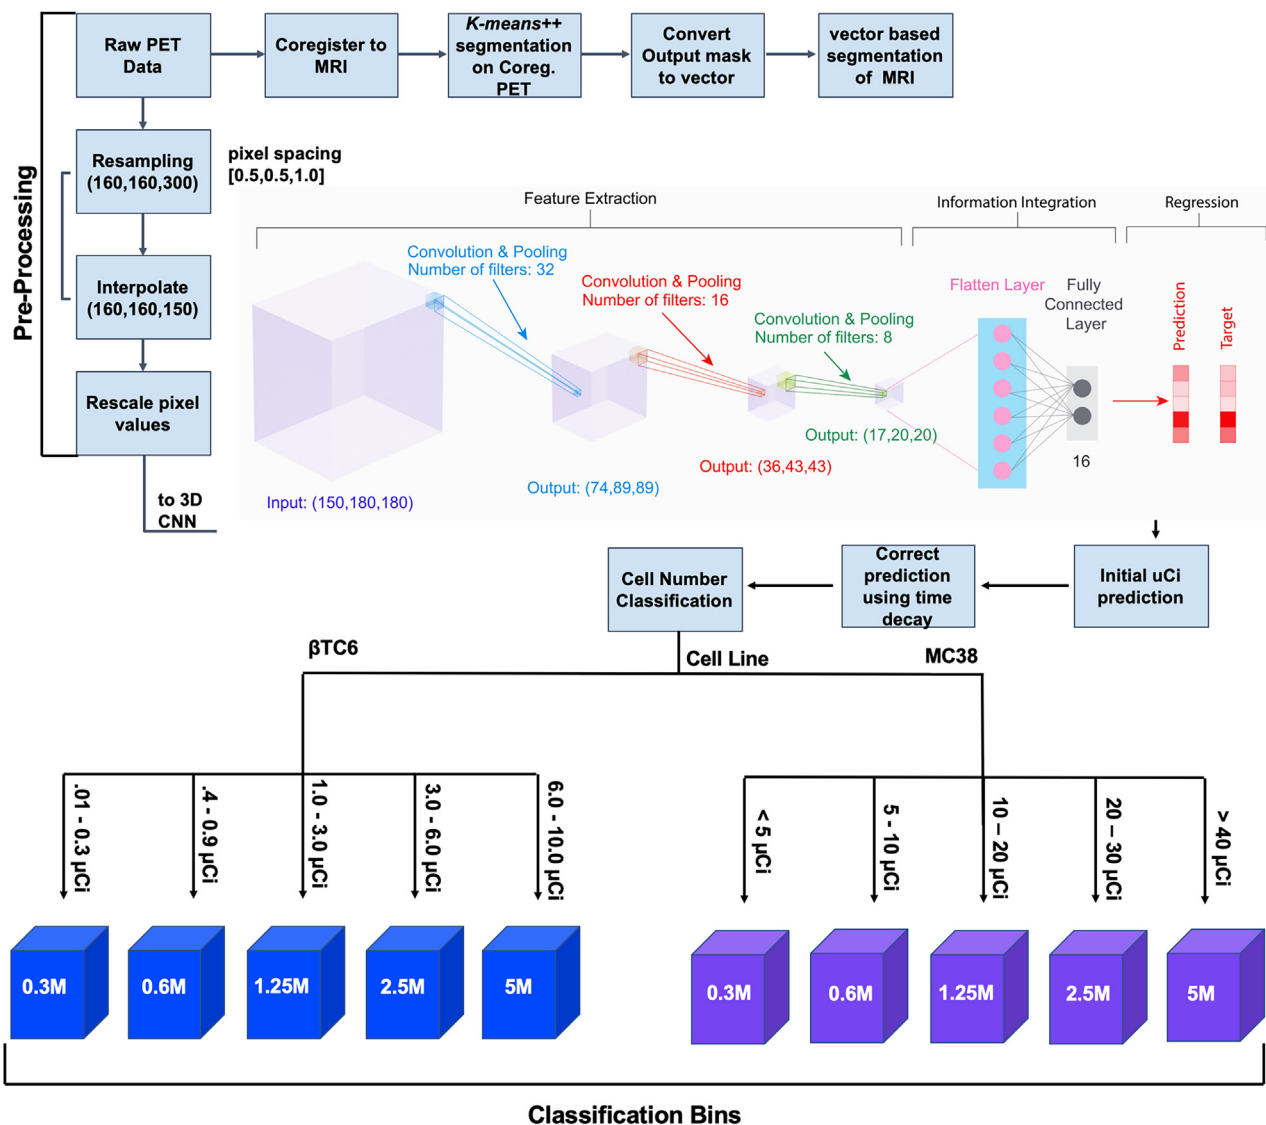 Raw PET
Data
Coregister to
MRI
K-means++
segmentation
on Coreg.
PET
Convert
Output mask
to vector
vector based
segmentation
of MRI
Pre-Processing
Resampling
(160,160,300)
pixel spacing
[0.5,0.5,1.0]
Interpolate
(160,160,150)
Rescale pixel
values
to 3D
CNN
Feature Extraction
Information Integration
Regression
Convolution & Pooling
Number of filters: 32
Convolution & Pooling
Number of filters: 16
Convolution & Pooling
Number of filters: 8
Flatten Layer
Fully
Connected
Layer
Prediction
Target
Input: (150,180,180)
Output: (74,89,89)
Output: (36,43,43)
Output: (17,20,20)
16
Initial uCi
prediction
Correct
prediction
using time
decay
Cell Number
Classification
βTC6
Cell Line
MC38
.01 - 0.3 µCi
.4 - 0.9 µCi
1.0 - 3.0 µCi
3.0 - 6.0 µCi
6.0 - 10.0 µCi
< 5 µCi
5 - 10 µCi
10 – 20 µCi
20 – 30 µCi
> 40 µCi
0.3M
0.6M
1.25M
2.5M
5M
0.3M
0.6M
1.25M
2.5M
5M
Classification Bins